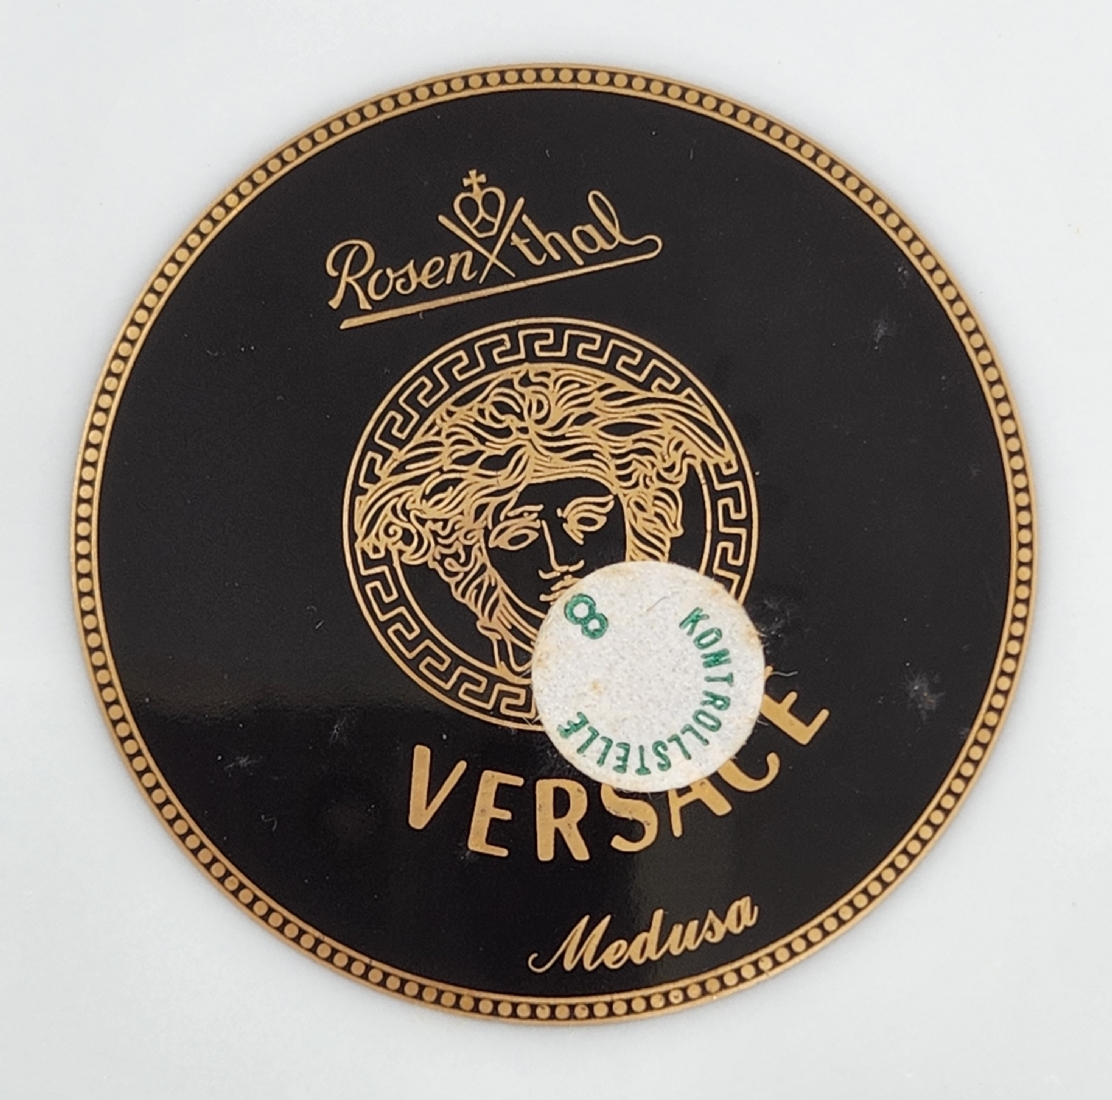 Rosenthal
VERSACE
Medusa
KONTROLLSTELLE
8